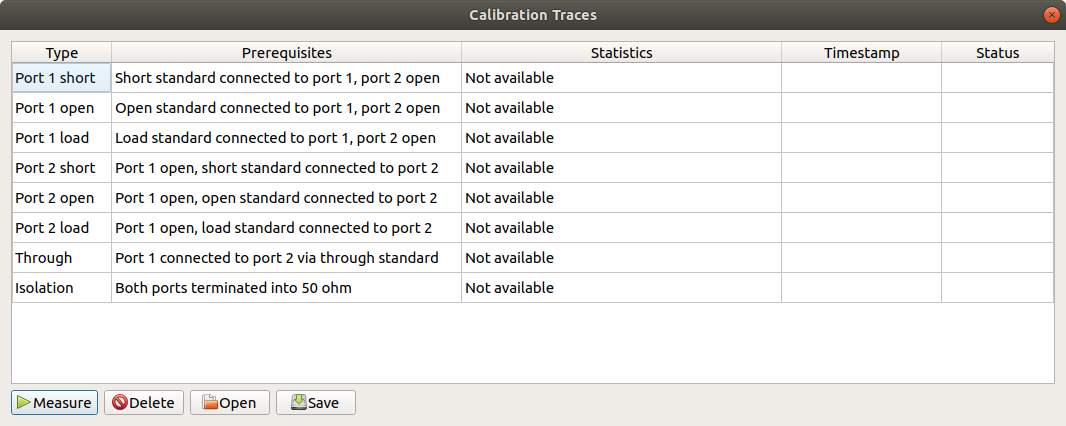 Calibration Traces
Type Prerequisites Statistics Timestamp Status
Port 1 short Short standard connected to port 1, port 2 open Not available
Port 1 open Open standard connected to port 1, port 2 open Not available
Port 1 load Load standard connected to port 1, port 2 open Not available
Port 2 short Port 1 open, short standard connected to port 2 Not available
Port 2 open Port 1 open, open standard connected to port 2 Not available
Port 2 load Port 1 open, load standard connected to port 2 Not available
Through Port 1 connected to port 2 via through standard Not available
Isolation Both ports terminated into 50 ohm Not available
Measure Delete Open Save